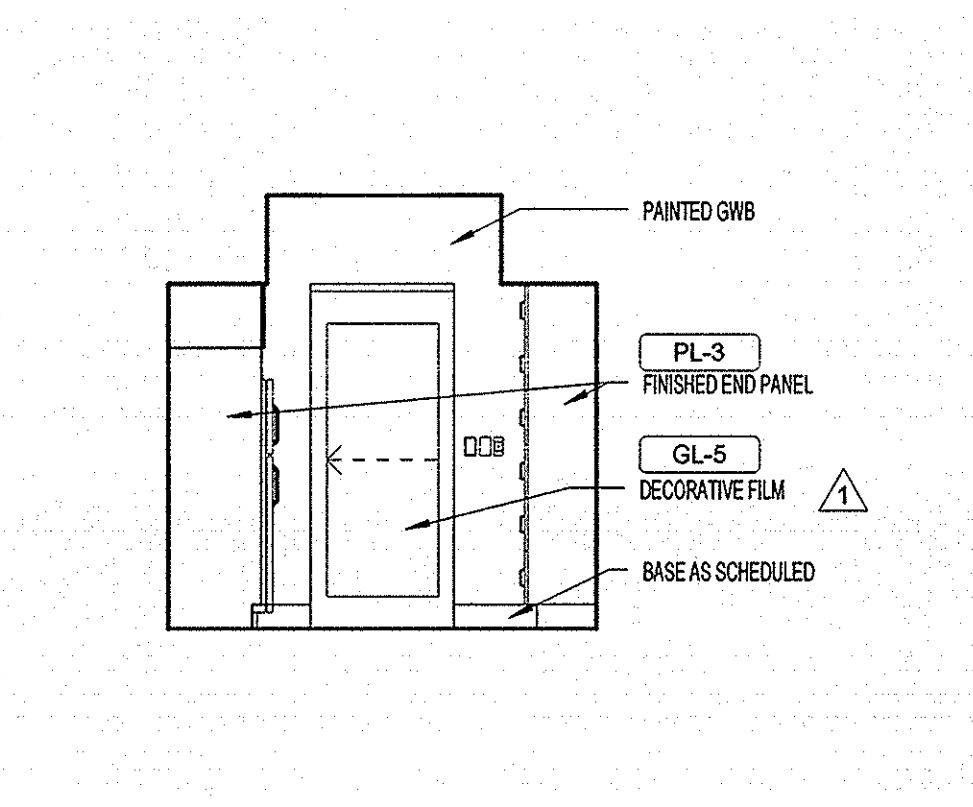 PAINTED GWB
PL-3
FINISHED END PANEL
GL-5
DECORATIVE FILM
1
BASE AS SCHEDULED